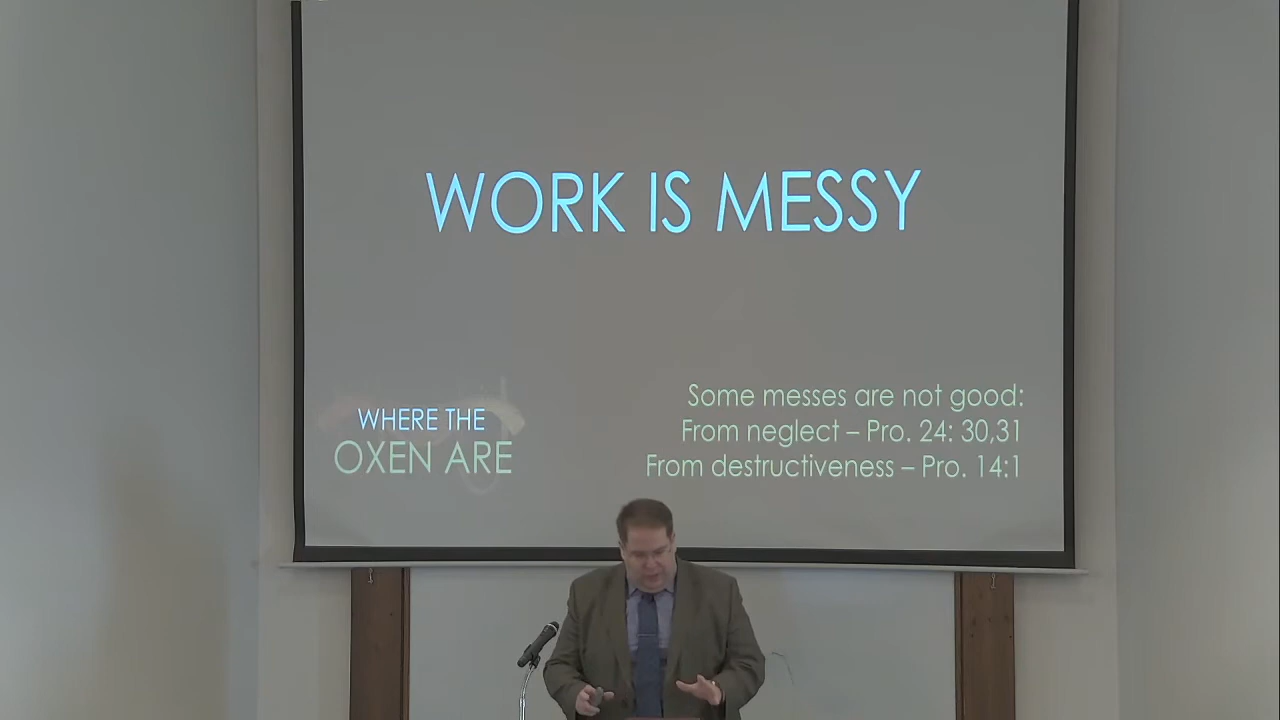 WORK IS MESSY
WHERE THE
OXEN ARE
Some messes are not good:
From neglect – Pro. 24: 30,31
From destructiveness – Pro. 14:1